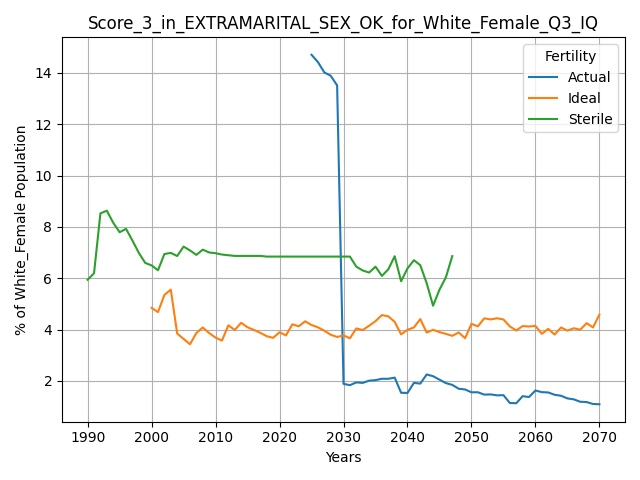 Score_3_in_EXTRAMARITAL_SEX_OK_for_White_Female_Q3_IQ
% of White_Female Population
14
12
10
8
6
4
2
Fertility
Actual
Ideal
Sterile
1990 2000 2010 2020 2030 2040 2050 2060 2070
Years